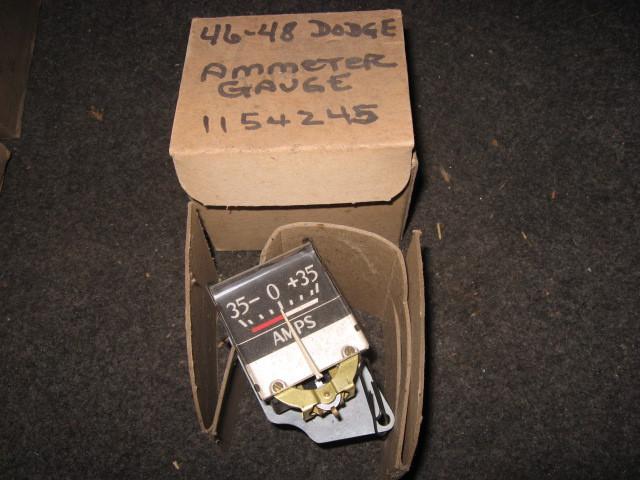 46-48 DODGE
AMMETER
GAUGE
1154245
35- 0 +35
AMPS